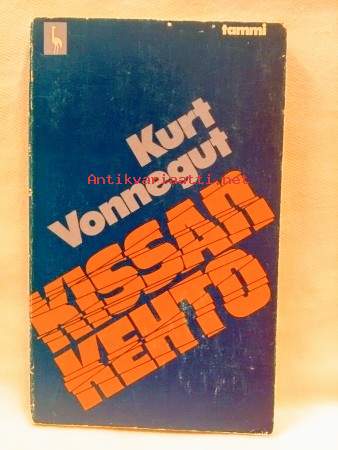 tammi
Kurt
Vonnegut
Antikvariaatti.net
KISSAN
KEHTO